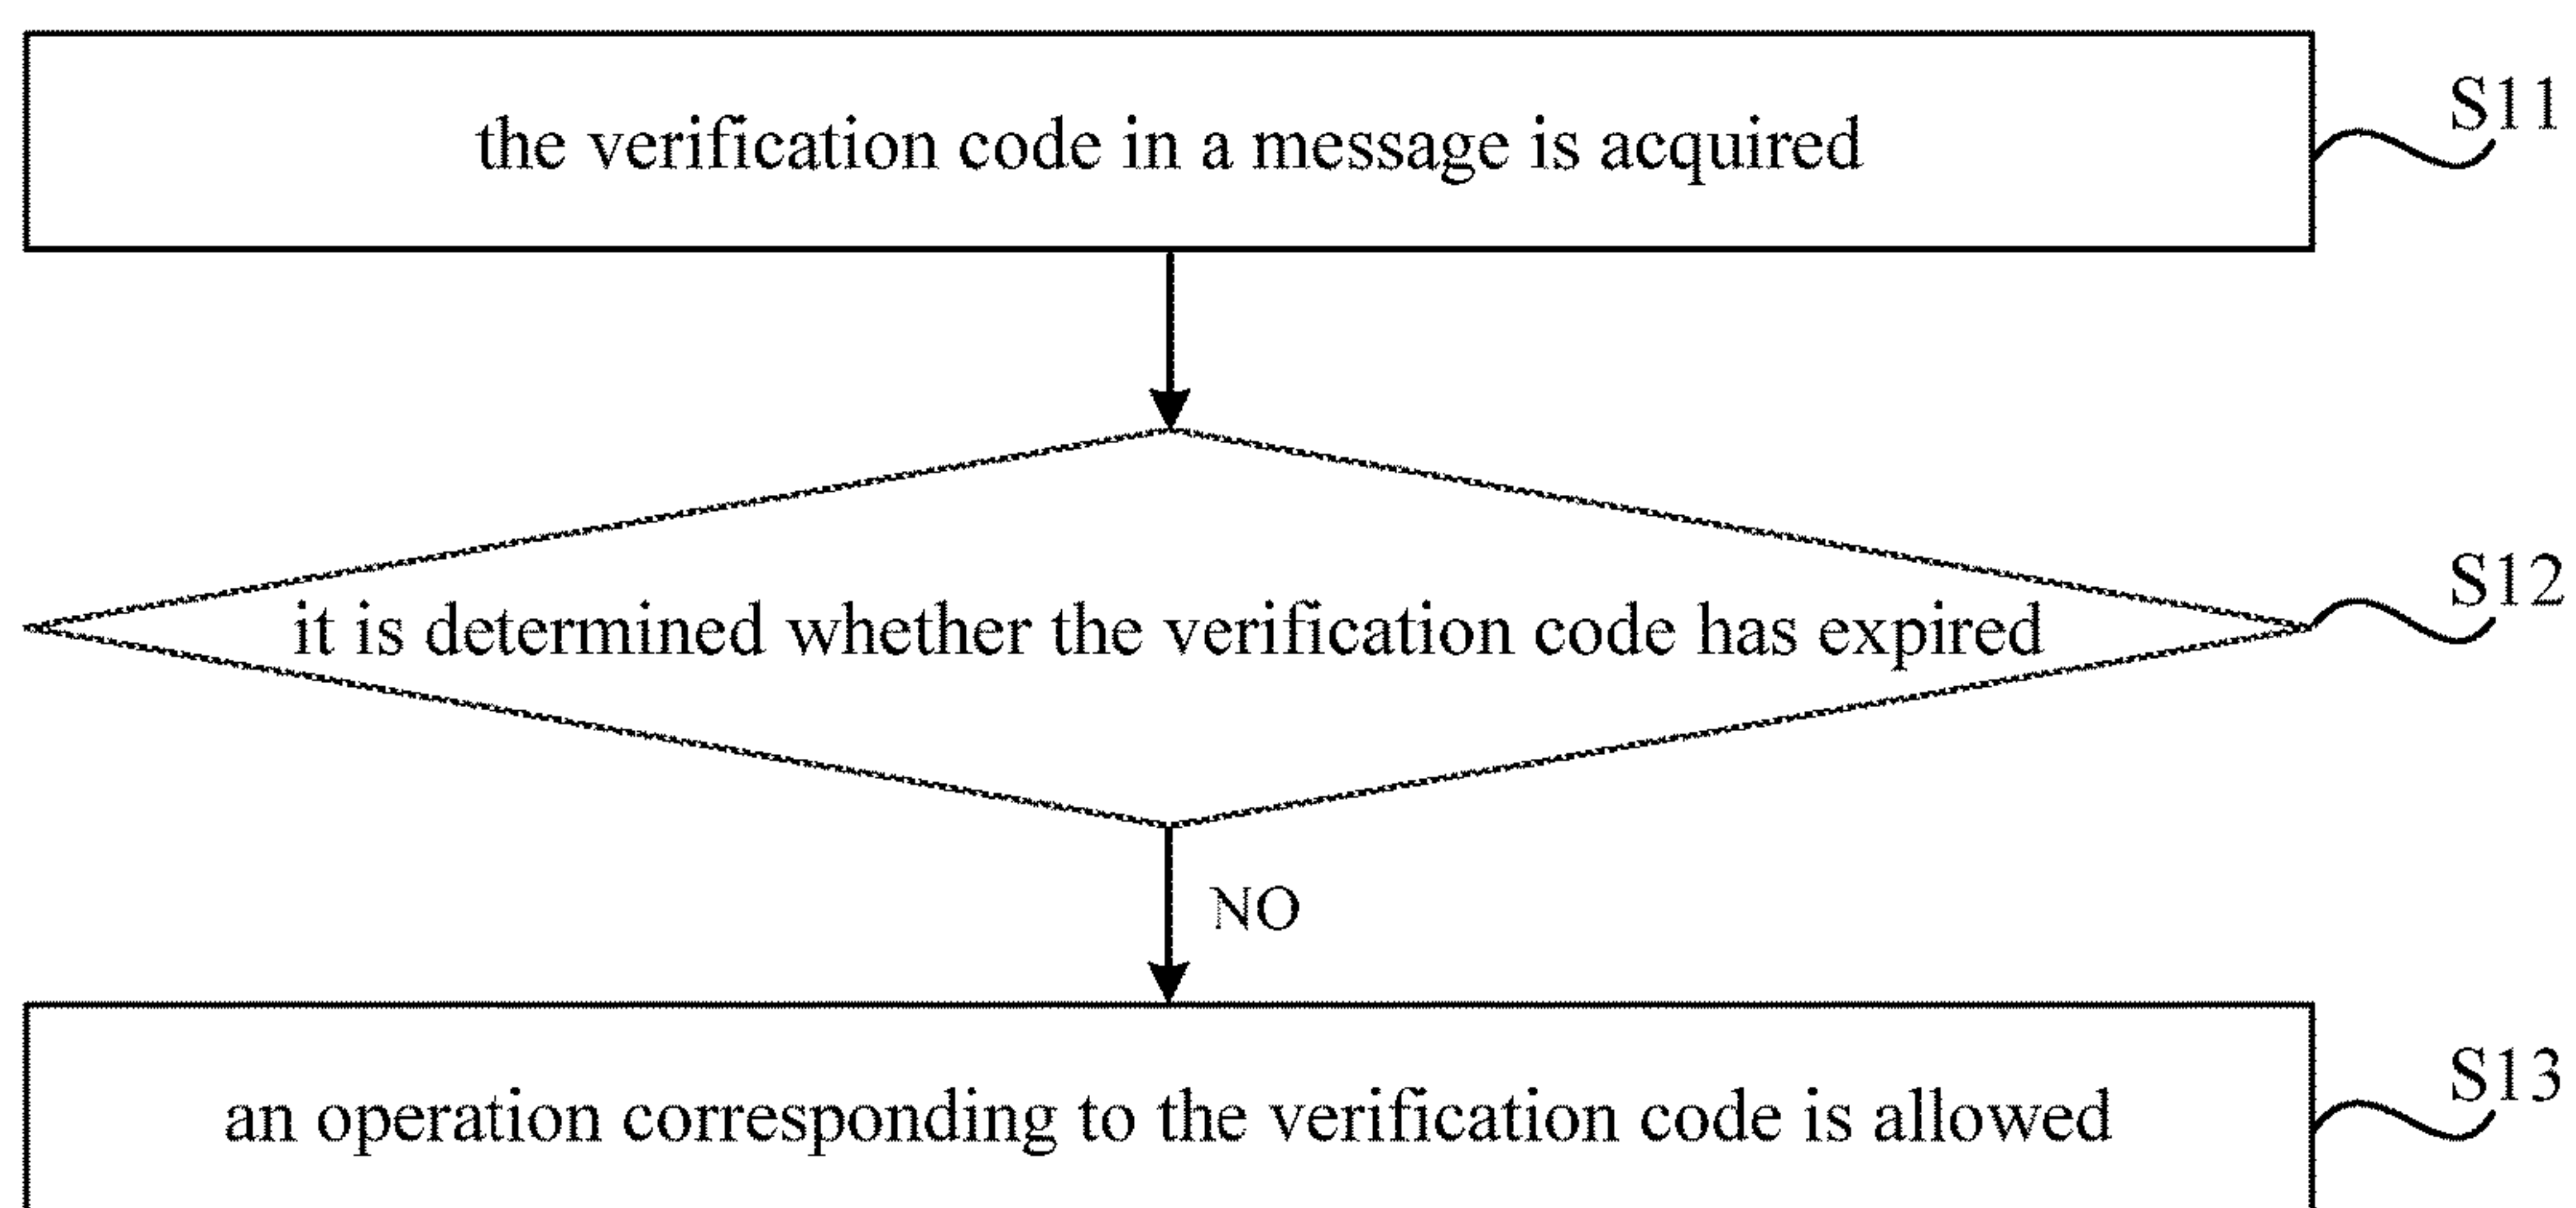 the verification code in a message is acquired
S11
it is determined whether the verification code has expired
S12
NO
an operation corresponding to the verification code is allowed
S13